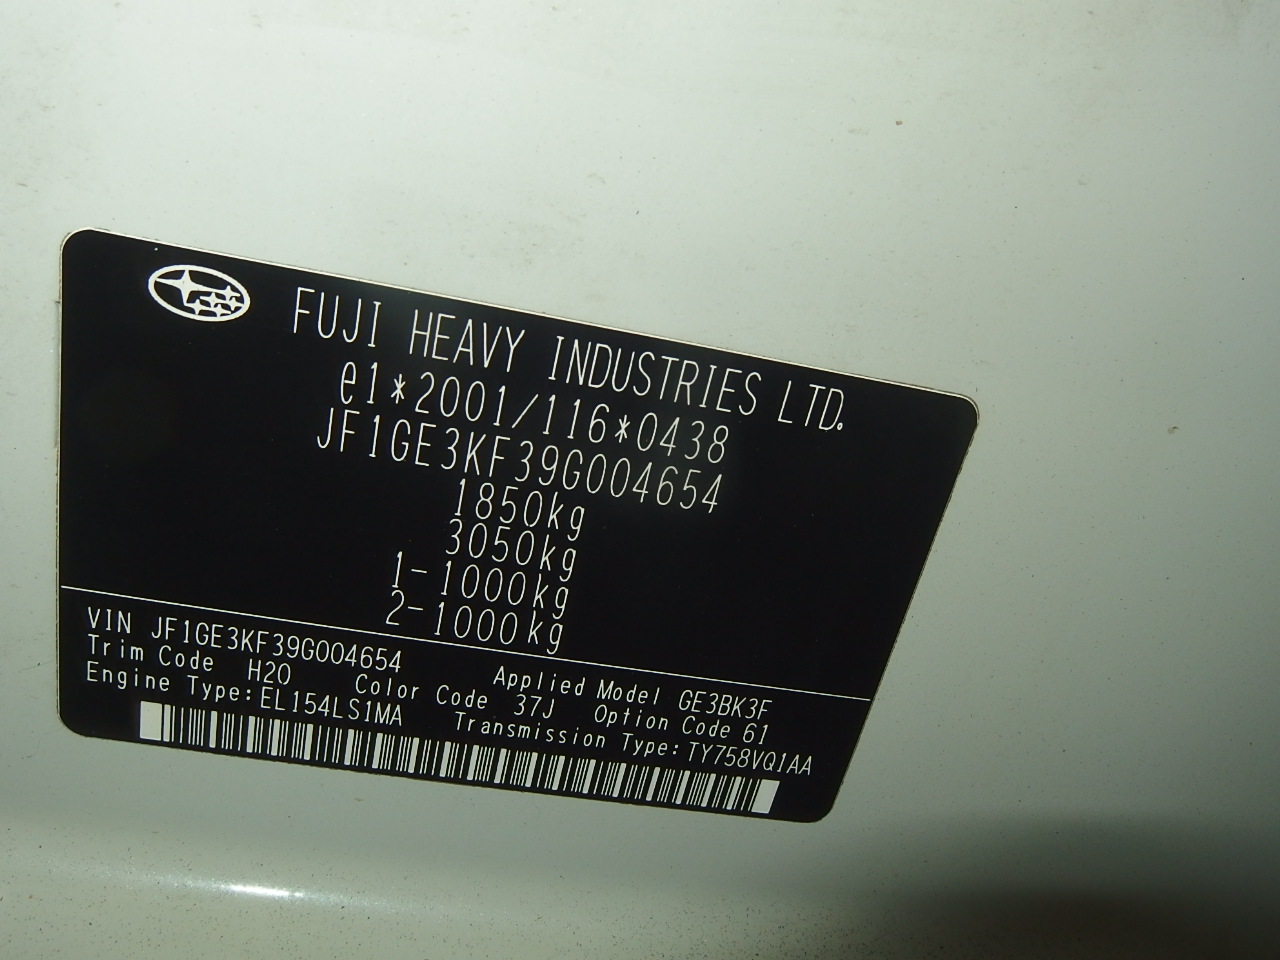 FUJI HEAVY INDUSTRIES LTD.
e1*2001/116*0438
JF1GE3KF39G004654
1850kg
3050kg
1-1000kg
2-1000kg
VIN JF1GE3KF39G004654 Applied Model GE3BK3F
Trim Code H20 Color Code 37J Option Code 61
Engine Type: EL154LS1MA Transmission Type: TY758VQ1AA